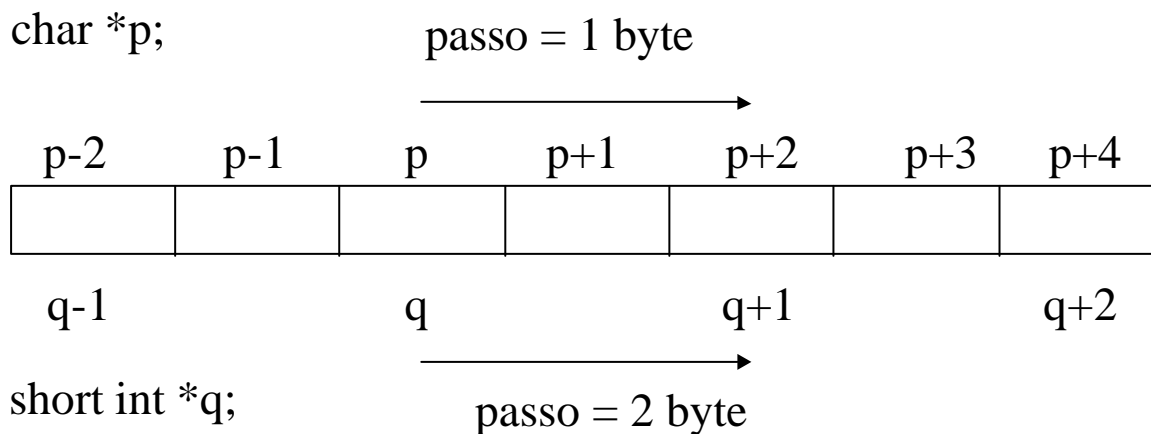 char *p;
passo = 1 byte
p-2 p-1 p p+1 p+2 p+3 p+4
q-1 q q+1 q+2
short int *q;
passo = 2 byte